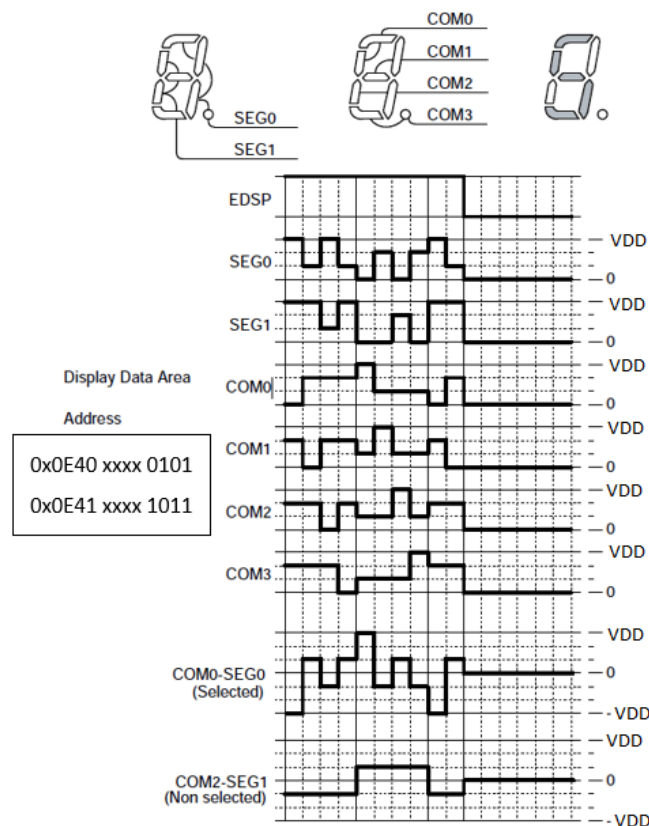 COM0
COM1
COM2
COM3
SEG0
SEG1
EDSP
VDD
SEG0
0
VDD
SEG1
0
VDD
Display Data Area
COM0
0
Address
VDD
0x0E40 xxxx 0101
COM1
0
0x0E41 xxxx 1011
VDD
COM2
0
VDD
COM3
0
VDD
COM0-SEG0
(Selected)
0
- VDD
VDD
COM2-SEG1
(Non selected)
0
- VDD